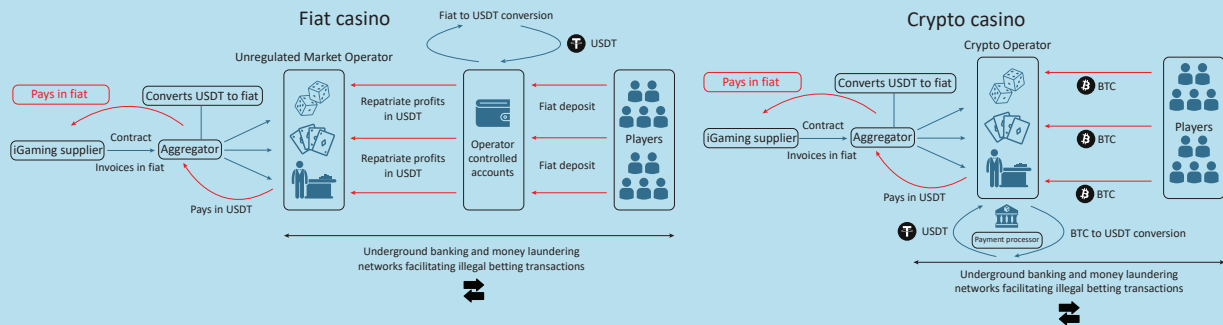 Fiat casino
Fiat to USDT conversion
USDT
Unregulated Market Operator
Pays in fiat
Converts USDT to fiat
Contract
iGaming supplier
Aggregator
Invoices in fiat
Pays in USDT
Repatriate profits
in USDT
Repatriate profits
in USDT
Operator
controlled
accounts
Fiat deposit
Fiat deposit
Players
Underground banking and money laundering
networks facilitating illegal betting transactions
Crypto casino
Crypto Operator
Pays in fiat
Converts USDT to fiat
Contract
iGaming supplier
Aggregator
Invoices in fiat
Pays in USDT
BTC
BTC
BTC
Players
USDT
Payment processor
BTC to USDT conversion
Underground banking and money laundering
networks facilitating illegal betting transactions